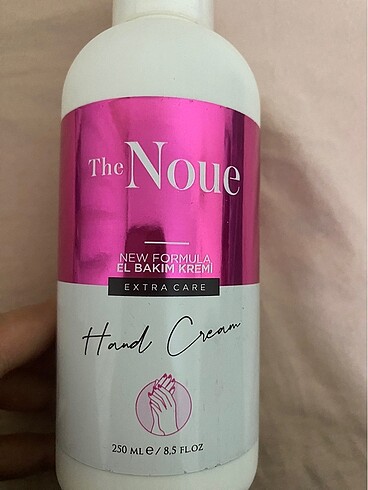 The Noue
NEW FORMULA
EL BAKIM KREMİ
EXTRA CARE
Hand Cream
250 ML e / 8,5 FL.OZ